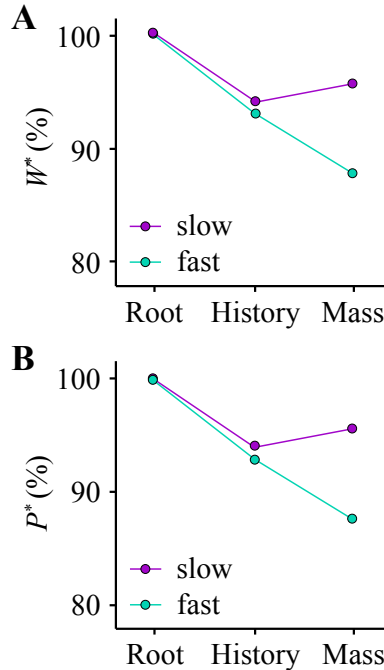 A
100
90
80
W* (%)
slow
fast
Root History Mass
B
100
90
80
P* (%)
slow
fast
Root History Mass